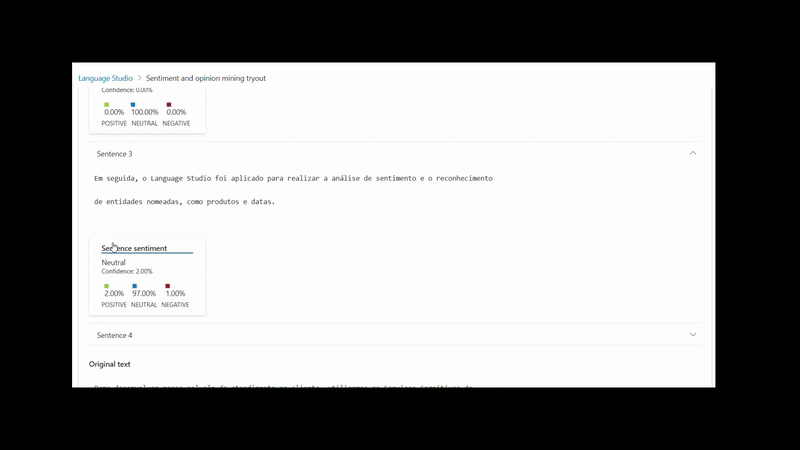 Language Studio > Sentiment and opinion mining tryout
Confidence: 0.00%
0.00% 100.00% 0.00%
POSITIVE NEUTRAL NEGATIVE
Sentence 3
Em seguida, o Language Studio foi aplicado para realizar a análise de sentimento e o reconhecimento
de entidades nomeadas, como produtos e datas.
Sentence sentiment
Neutral
Confidence: 2.00%
2.00% 97.00% 1.00%
POSITIVE NEUTRAL NEGATIVE
Sentence 4
Original text